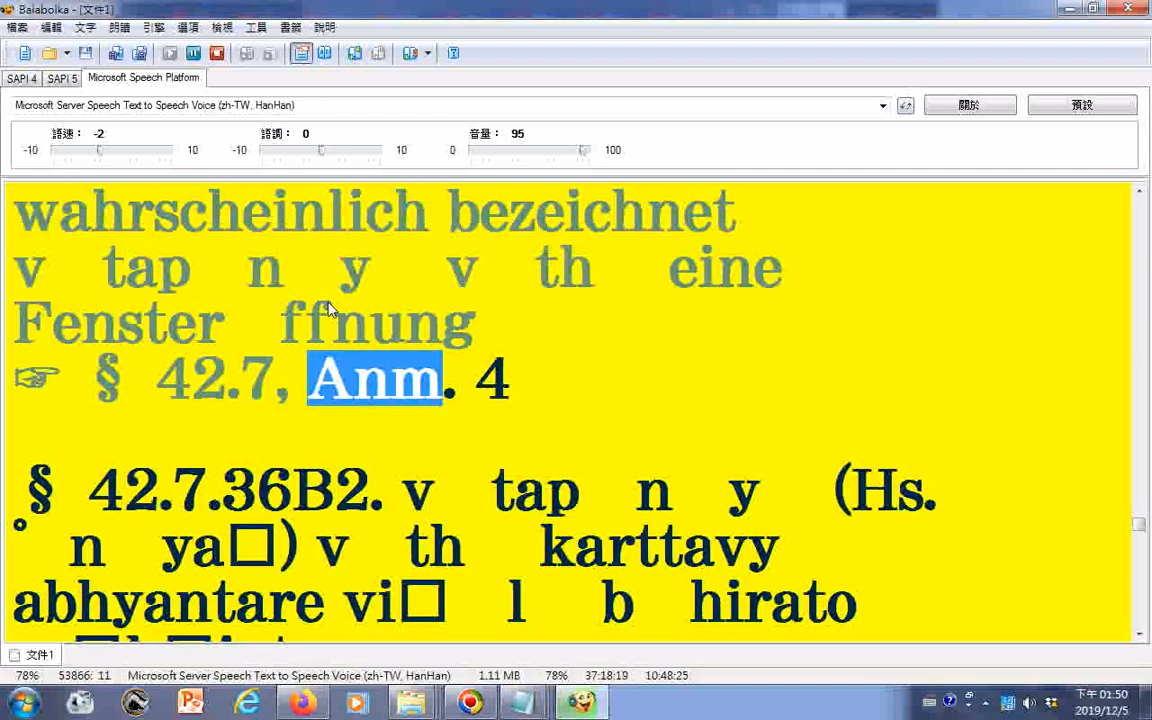 Balabolka - [文件1]
檔案 編輯 文字 朗讀 引擎 選項 檢視 工具 書籤 說明
SAPI 4 SAPI 5 Microsoft Speech Platform
Microsoft Server Speech Text to Speech Voice (zh-TW, HanHan) 關於 預設
語速： -2 語調： 0 音量： 95
-10 10 -10 10 0 100
wahrscheinlich bezeichnet
v tap n y v th eine
Fenster ffnung
☞ § 42.7, Anm. 4
§ 42.7.36B2. v tap n y (Hs.
° n ya□) v th karttavy
abhyantare vi□ l b hirato
文件1
78% 53866: 11 Microsoft Server Speech Text to Speech Voice (zh-TW, HanHan) 1.11 MB 78% 37:18:19 10:48:25
下午 01:50
2019/12/5